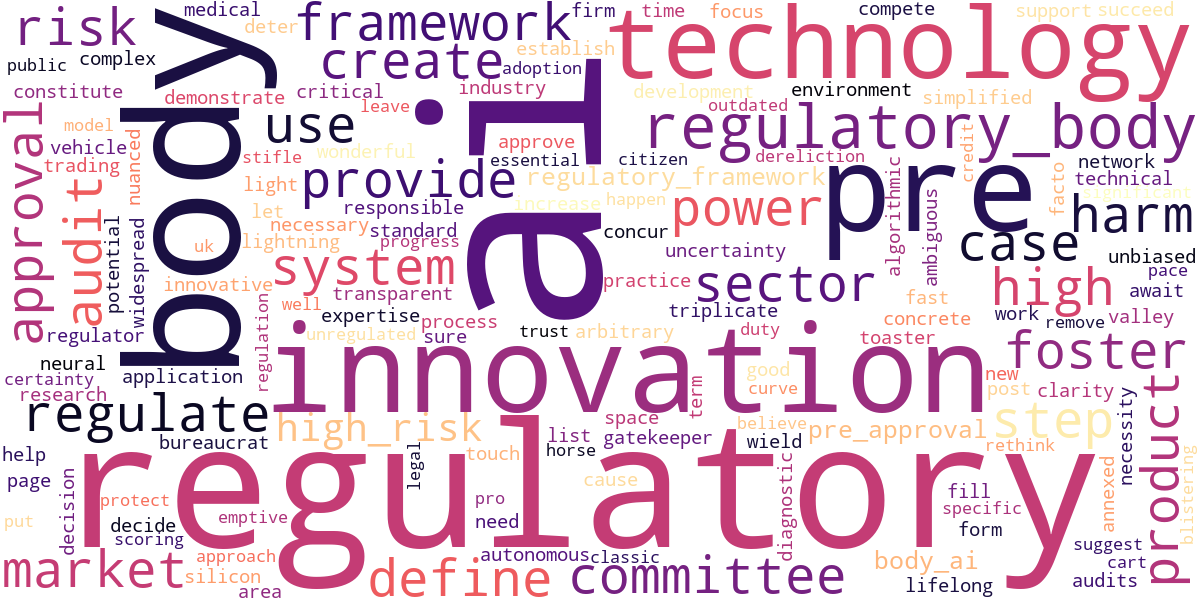 medical
risk
framework
firm
time
focus
compete
support
succeed
deter
body
technology
public
complex
create
establish
adoption
constitute
demonstrate
critical
industry
ai
development
environment
simplified
leave
outdated
approval
use
regulatory_body
model
vehicle
nuanced
stifle
wonderful
approve
essential
citizen
dereliction
credit
network
technical
trading
audit
light
provide
regulatory_framework
pre
algorithmic
facto
significant
let
responsible
increase
happen
power
ambiguous
harm
necessary
standard
concur
case
potential
widespread
uk
lightning
progress
uncertainty
unbiased
system
practice
sector
high
pace
await
innovative
transparent
fast
well
expertise
process
triplicate
concrete
work
remove
valley
regulator
regulation
unregulated
sure
trust
arbitrary
duty
toaster
innovation
foster
neural
application
good
curve
new
post
clarity
certainty
research
term
product
regulate
high_risk
space
believe
pre_approval
step
necessity
bureaucrat
list
gatekeeper
wield
rethink
horse
help
regulatory
legal
touch
blistering
page
decision
cause
diagnostic
annexed
fill
put
protect
emptive
pro
need
specific
decide
form
scoring
market
approach
autonomous
classic
body_ai
suggest
silicon
define
committee
cart
area
lifelong
audits